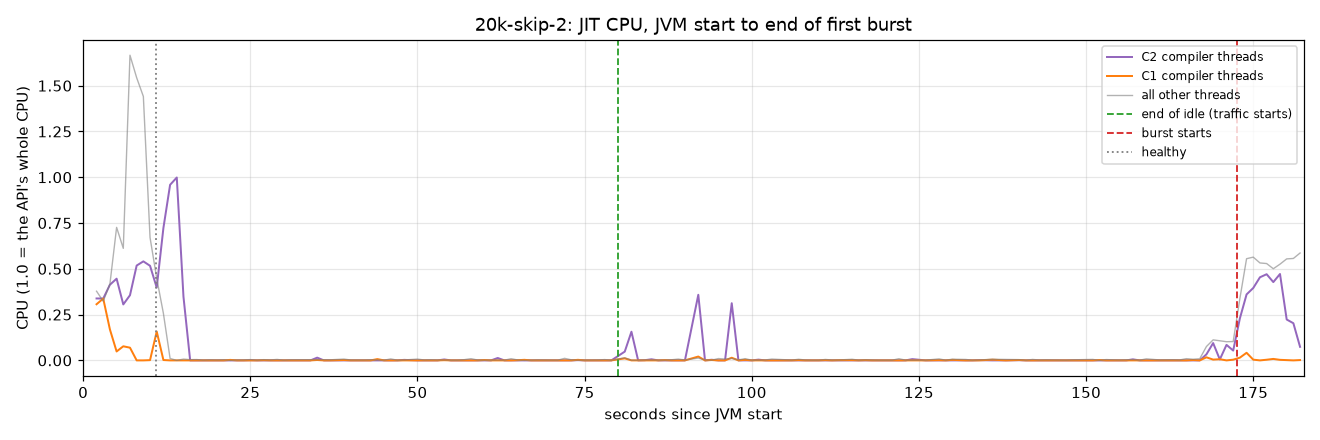 20k-skip-2: JIT CPU, JVM start to end of first burst
CPU (1.0 = the API's whole CPU)
1.50
1.25
1.00
0.75
0.50
0.25
0.00
C2 compiler threads
C1 compiler threads
all other threads
end of idle (traffic starts)
burst starts
healthy
0 25 50 75 100 125 150 175
seconds since JVM start